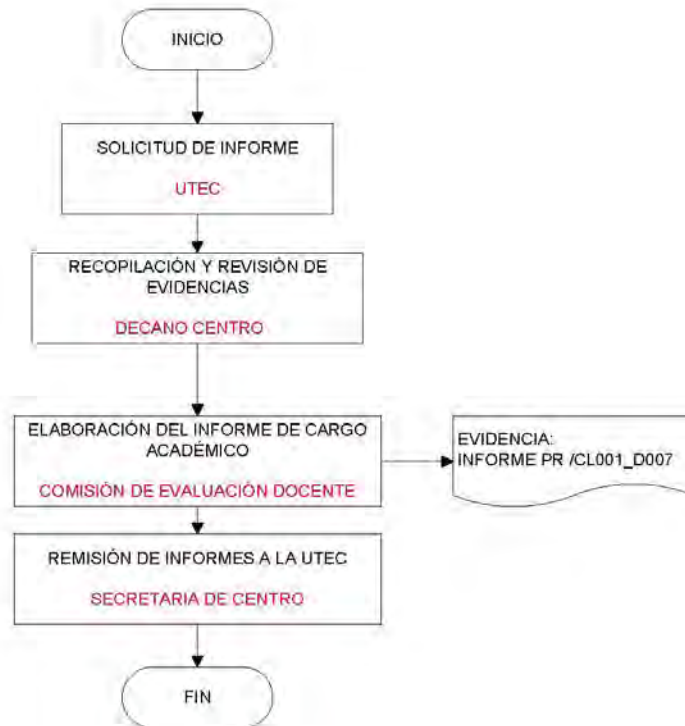 INICIO
SOLICITUD DE INFORME
UTEC
RECOPILACIÓN Y REVISIÓN DE
EVIDENCIAS
DECANO CENTRO
ELABORACIÓN DEL INFORME DE CARGO
ACADÉMICO
COMISIÓN DE EVALUACIÓN DOCENTE
EVIDENCIA:
INFORME PR /CL001_D007
REMISIÓN DE INFORMES A LA UTEC
SECRETARIA DE CENTRO
FIN